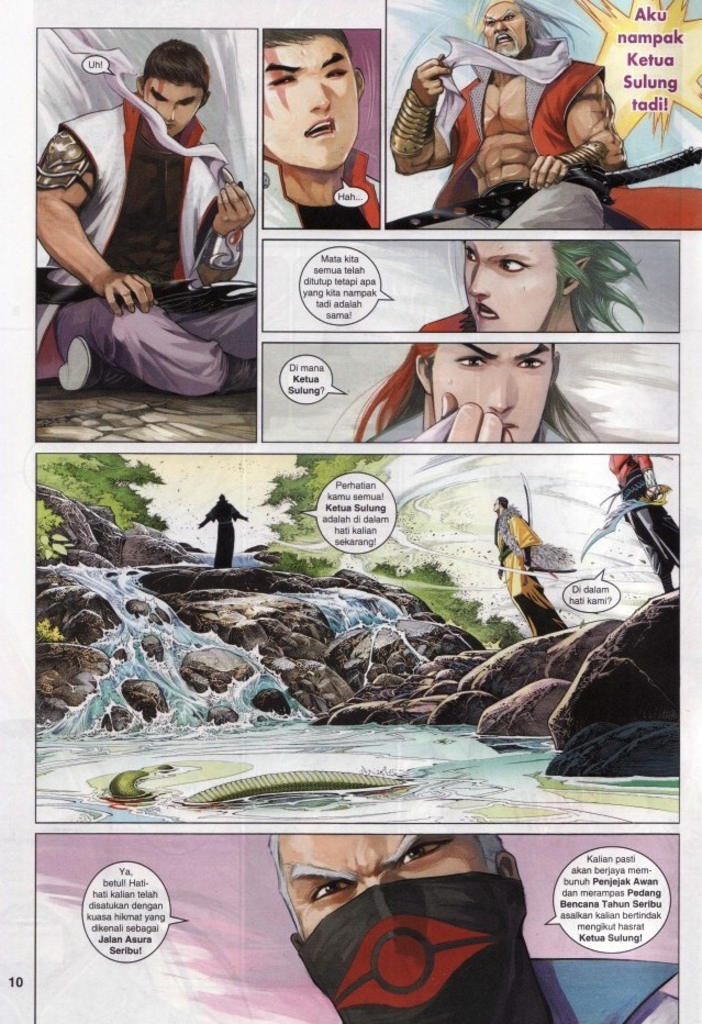 Uh!
Hah...
Aku
nampak
Ketua
Sulung
tadi!
Mata kita
semua telah
ditutup tetapi apa
yang kita nampak
tadi adalah
sama!
Di mana
Ketua
Sulung?
Perhatian
kamu semua!
Ketua Sulung
adalah di dalam
hati kalian
sekarang!
Di dalam
hati kami?
Ya,
betul! Hati-
hati kalian telah
disatukan dengan
kuasa hikmat yang
dikenali sebagai
Jalan Asura
Seribu!
Kalian pasti
akan berjaya mem-
bunuh Penjejak Awan
dan merampas Pedang
Bencana Tahun Seribu
asalkan kalian bertindak
mengikut hasrat
Ketua Sulung!
10